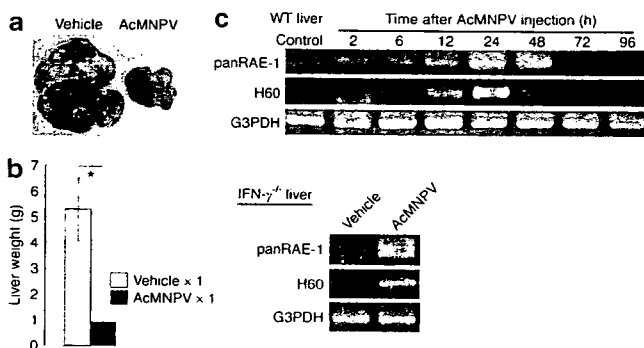 a
Vehicle AcMNPV
b
Liver weight (g)
7
6
5
4
3
2
1
0
*
Vehicle × 1
AcMNPV × 1
c
WT liver
Time after AcMNPV injection (h)
Control 2 6 12 24 48 72 96
panRAE-1
H60
G3PDH
IFN-γ-/- liver
Vehicle AcMNPV
panRAE-1
H60
G3PDH